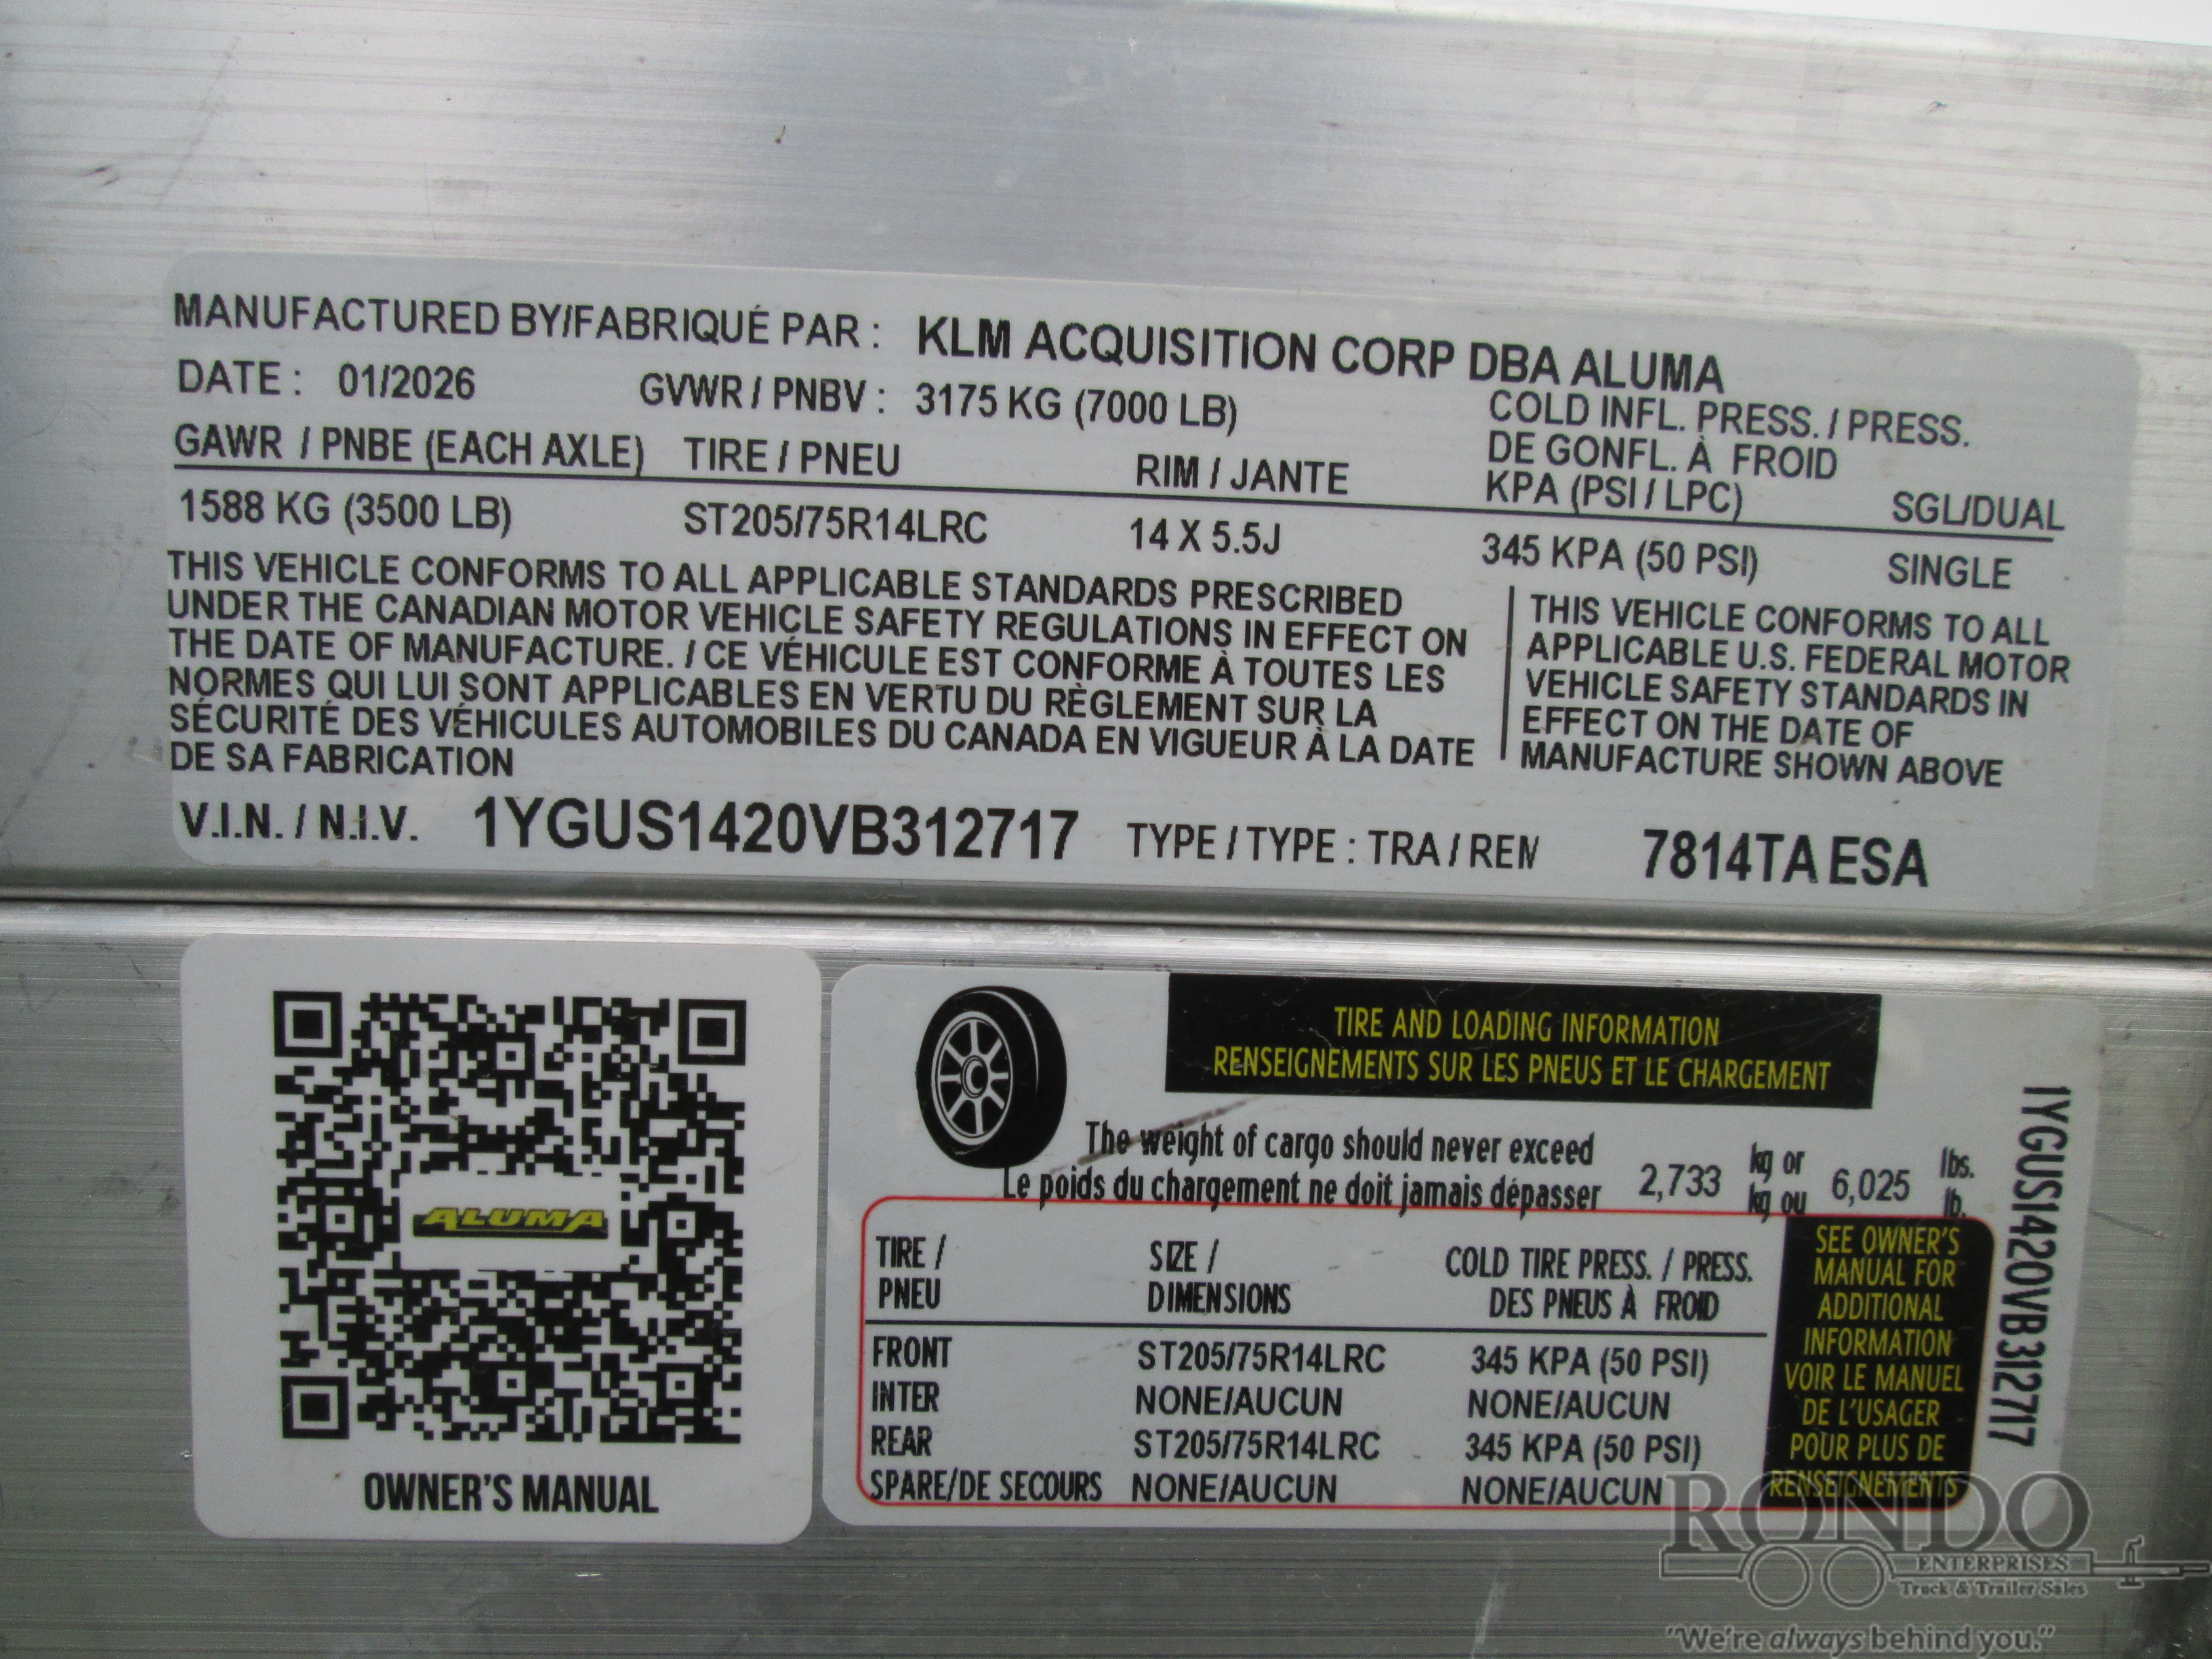 MANUFACTURED BY/FABRIQUÉ PAR : KLM ACQUISITION CORP DBA ALUMA
DATE : 01/2026 GVWR / PNBV : 3175 KG (7000 LB)
COLD INFL. PRESS. / PRESS.
DE GONFL. À FROID
GAWR / PNBE (EACH AXLE) TIRE / PNEU RIM / JANTE KPA (PSI / LPC) SGL/DUAL
1588 KG (3500 LB) ST205/75R14LRC 14 X 5.5J 345 KPA (50 PSI) SINGLE
THIS VEHICLE CONFORMS TO ALL APPLICABLE STANDARDS PRESCRIBED
UNDER THE CANADIAN MOTOR VEHICLE SAFETY REGULATIONS IN EFFECT ON
THE DATE OF MANUFACTURE. / CE VÉHICULE EST CONFORME À TOUTES LES
NORMES QUI LUI SONT APPLICABLES EN VERTU DU RÈGLEMENT SUR LA
SÉCURITÉ DES VÉHICULES AUTOMOBILES DU CANADA EN VIGUEUR À LA DATE
DE SA FABRICATION
THIS VEHICLE CONFORMS TO ALL
APPLICABLE U.S. FEDERAL MOTOR
VEHICLE SAFETY STANDARDS IN
EFFECT ON THE DATE OF
MANUFACTURE SHOWN ABOVE
V.I.N. / N.I.V. 1YGUS1420VB312717 TYPE / TYPE : TRA / REM 7814TA ESA
ALUMA
OWNER'S MANUAL
TIRE AND LOADING INFORMATION
RENSEIGNEMENTS SUR LES PNEUS ET LE CHARGEMENT
The weight of cargo should never exceed
Le poids du chargement ne doit jamais dépasser
2,733 kg or 6,025 lbs.
kg ou lb.
TIRE / SIZE / COLD TIRE PRESS. / PRESS.
PNEU DIMENSIONS DES PNEUS À FROID
FRONT ST205/75R14LRC 345 KPA (50 PSI)
INTER NONE/AUCUN NONE/AUCUN
REAR ST205/75R14LRC 345 KPA (50 PSI)
SPARE/DE SECOURS NONE/AUCUN NONE/AUCUN
SEE OWNER'S
MANUAL FOR
ADDITIONAL
INFORMATION
VOIR LE MANUEL
DE L'USAGER
POUR PLUS DE
RENSEIGNEMENTS
1YGUS1420VB312717
RONDO
ENTERPRISES
Truck & Trailer Sales
"We're always behind you."